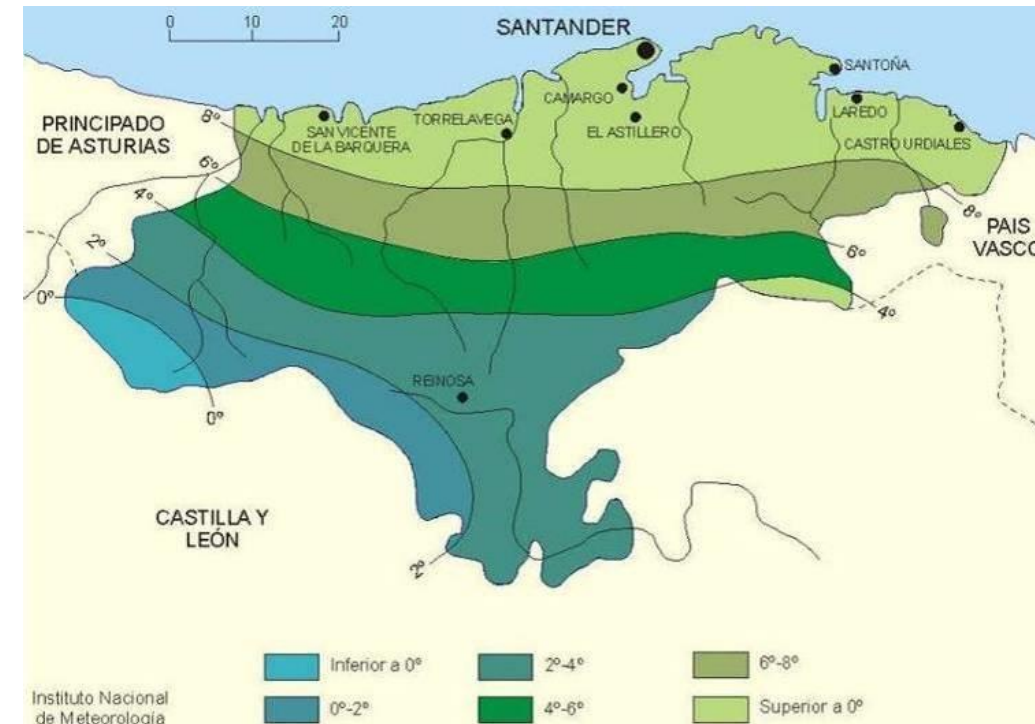 0 10 20
SANTANDER
SANTOÑA
CAMARGO
LAREDO
PRINCIPADO
DE ASTURIAS
8º
SAN VICENTE
DE LA BARQUERA
TORRELAVEGA
EL ASTILLERO
CASTRO URDIALES
6º
4º
8º
PAIS
VASCO
2º
6º
0º
4º
REINOSA
0º
CASTILLA Y
LEÓN
2º
Inferior a 0º
2º-4º
6º-8º
Instituto Nacional
de Meteorología
0º-2º
4º-6º
Superior a 0º